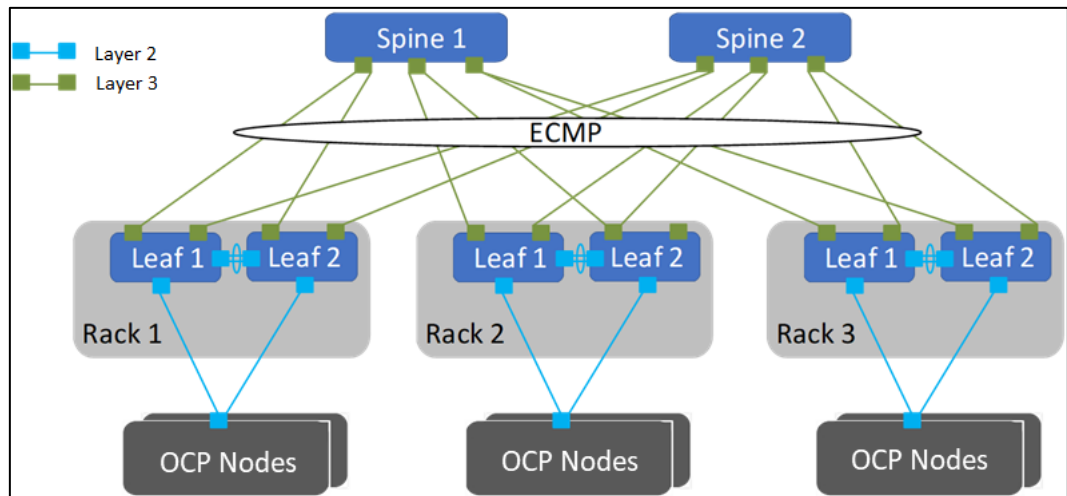 Spine 1
Spine 2
Layer 2
Layer 3
ECMP
Leaf 1
Leaf 2
Leaf 1
Leaf 2
Leaf 1
Leaf 2
Rack 1
Rack 2
Rack 3
OCP Nodes
OCP Nodes
OCP Nodes